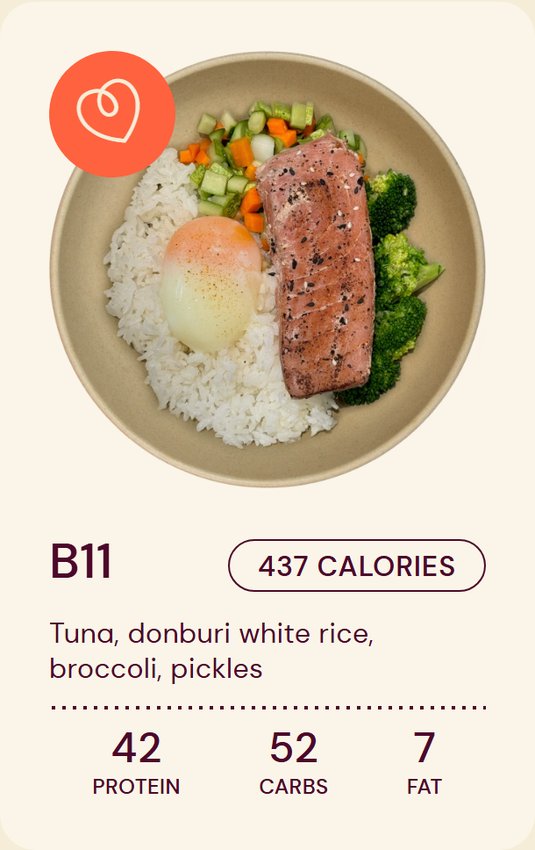 B11
437 CALORIES
Tuna, donburi white rice,
broccoli, pickles
42
PROTEIN
52
CARBS
7
FAT